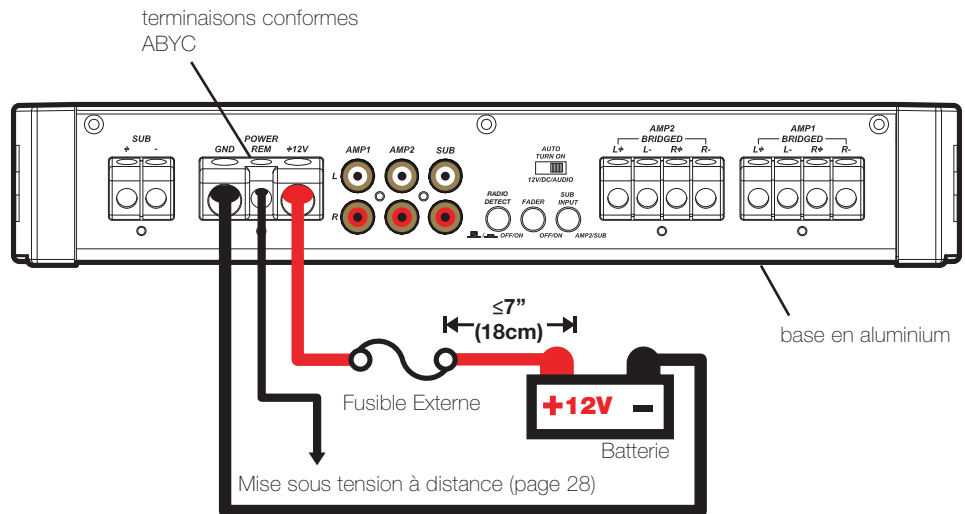 terminaisons conformes
ABYC
SUB
+ -
POWER
GND REM +12V
AMP1 AMP2 SUB
L
R
AUTO
TURN ON
12V/DC/AUDIO
RADIO
DETECT
FADER
SUB
INPUT
/ OFF/ON
OFF/ON
AMP2/SUB
AMP2
BRIDGED
L+ L- R+ R-
AMP1
BRIDGED
L+ L- R+ R-
≤7”
(18cm)
base en aluminium
Fusible Externe
+12V -
Batterie
Mise sous tension à distance (page 28)